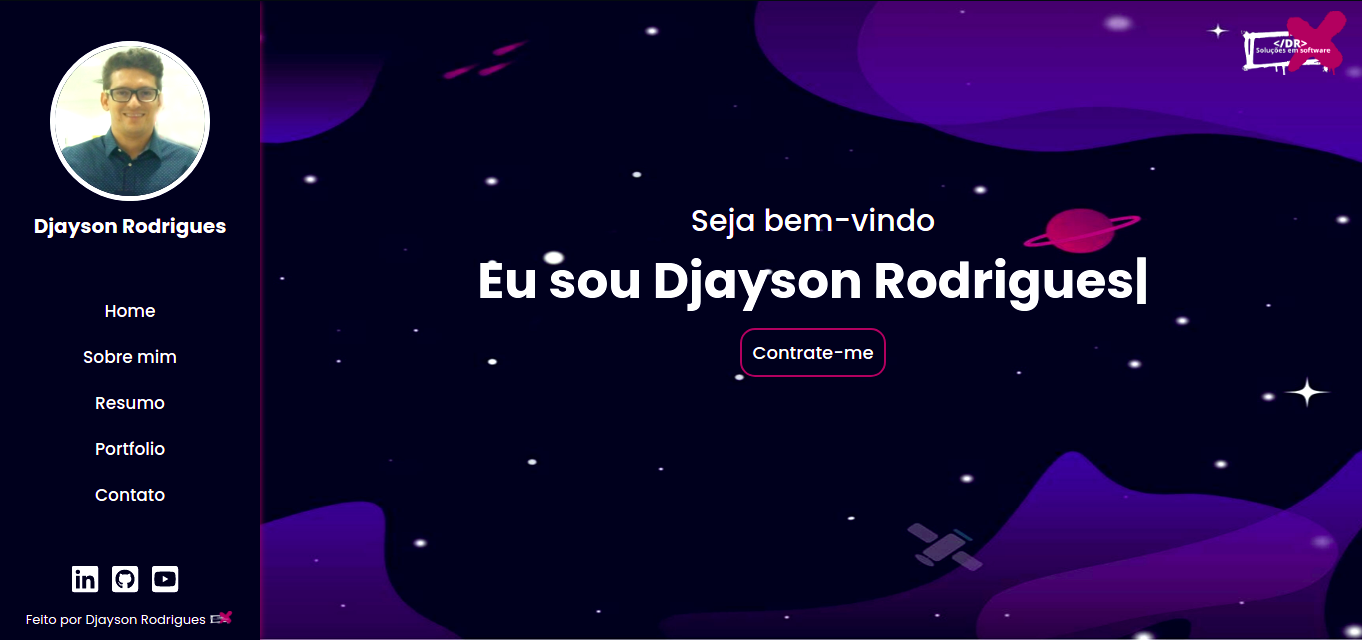 Djayson Rodrigues
Home
Sobre mim
Resumo
Portfolio
Contato
in
Feito por Djayson Rodrigues
</DR>
Soluções em software
Seja bem-vindo
Eu sou Djayson Rodrigues|
Contrate-me